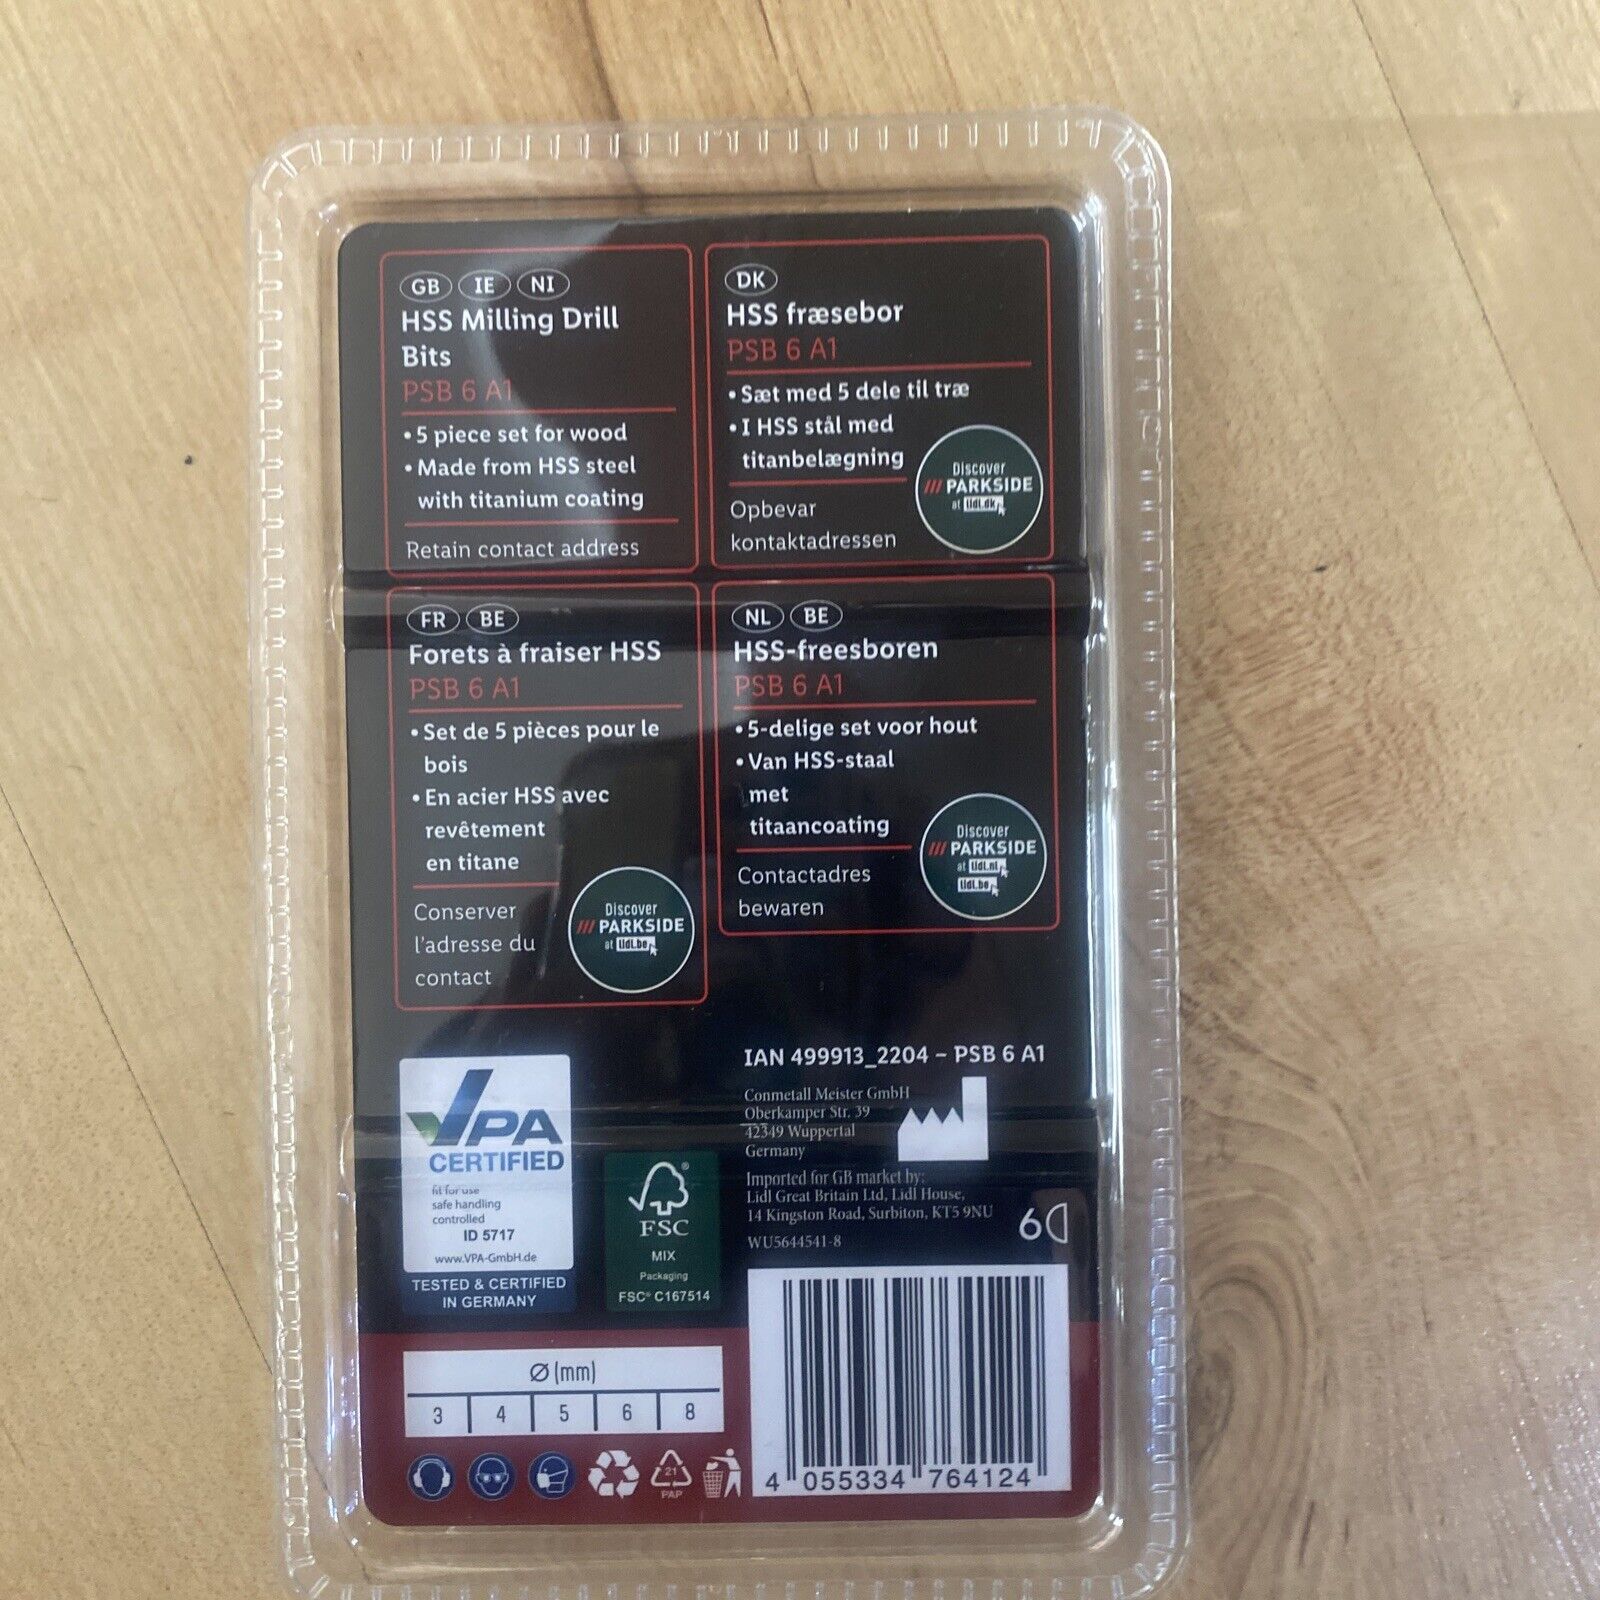 GB IE NI
HSS Milling Drill
Bits
PSB 6 A1
• 5 piece set for wood
• Made from HSS steel
with titanium coating
Retain contact address
DK
HSS fræsebor
PSB 6 A1
• Sæt med 5 dele til træ
• I HSS stål med
titanbelægning
Opbevar
kontaktadressen
Discover
/// PARKSIDE
at lidl.dk
FR BE
Forets à fraiser HSS
PSB 6 A1
• Set de 5 pièces pour le
bois
• En acier HSS avec
revêtement
en titane
Conserver
l'adresse du
contact
Discover
/// PARKSIDE
at lidl.be
NL BE
HSS-freesboren
PSB 6 A1
• 5-delige set voor hout
• Van HSS-staal
met
titaancoating
Contactadres
bewaren
Discover
/// PARKSIDE
at lidl.nl
lidl.be
VPA
CERTIFIED
fit for use
safe handling
controlled
ID 5717
www.VPA-GmbH.de
TESTED & CERTIFIED
IN GERMANY
®
FSC
MIX
Packaging
FSC® C167514
IAN 499913_2204 – PSB 6 A1
Conmetall Meister GmbH
Oberkamper Str. 39
42349 Wuppertal
Germany
Imported for GB market by:
Lidl Great Britain Ltd, Lidl House,
14 Kingston Road, Surbiton, KT5 9NU
WU5644541-8
6
Ø (mm)
3 4 5 6 8
21
PAP
4 055334 764124